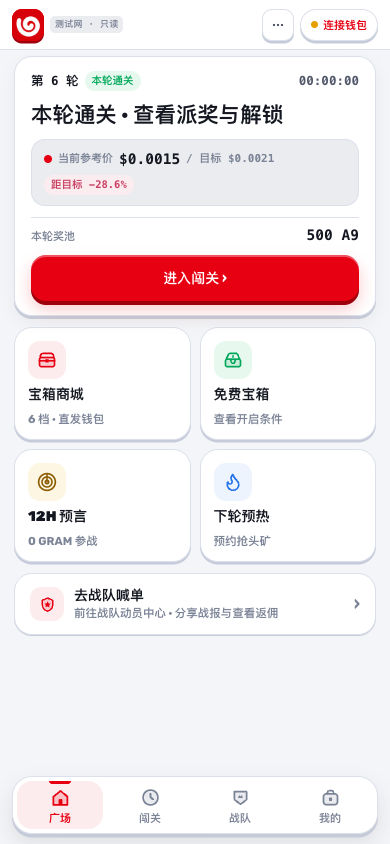 测试网 · 只读
···
连接钱包
第 6 轮 本轮通关 00:00:00
本轮通关 • 查看派奖与解锁
当前参考价 $0.0015 / 目标 $0.0021
距目标 −28.6%
本轮奖池 500 A9
进入闯关 ›
宝箱商城
6 档 • 直发钱包
免费宝箱
查看开启条件
12H 预言
0 GRAM 参战
下轮预热
预约抢头矿
去战队喊单
前往战队动员中心 • 分享战报与查看返佣
广场
闯关
战队
我的